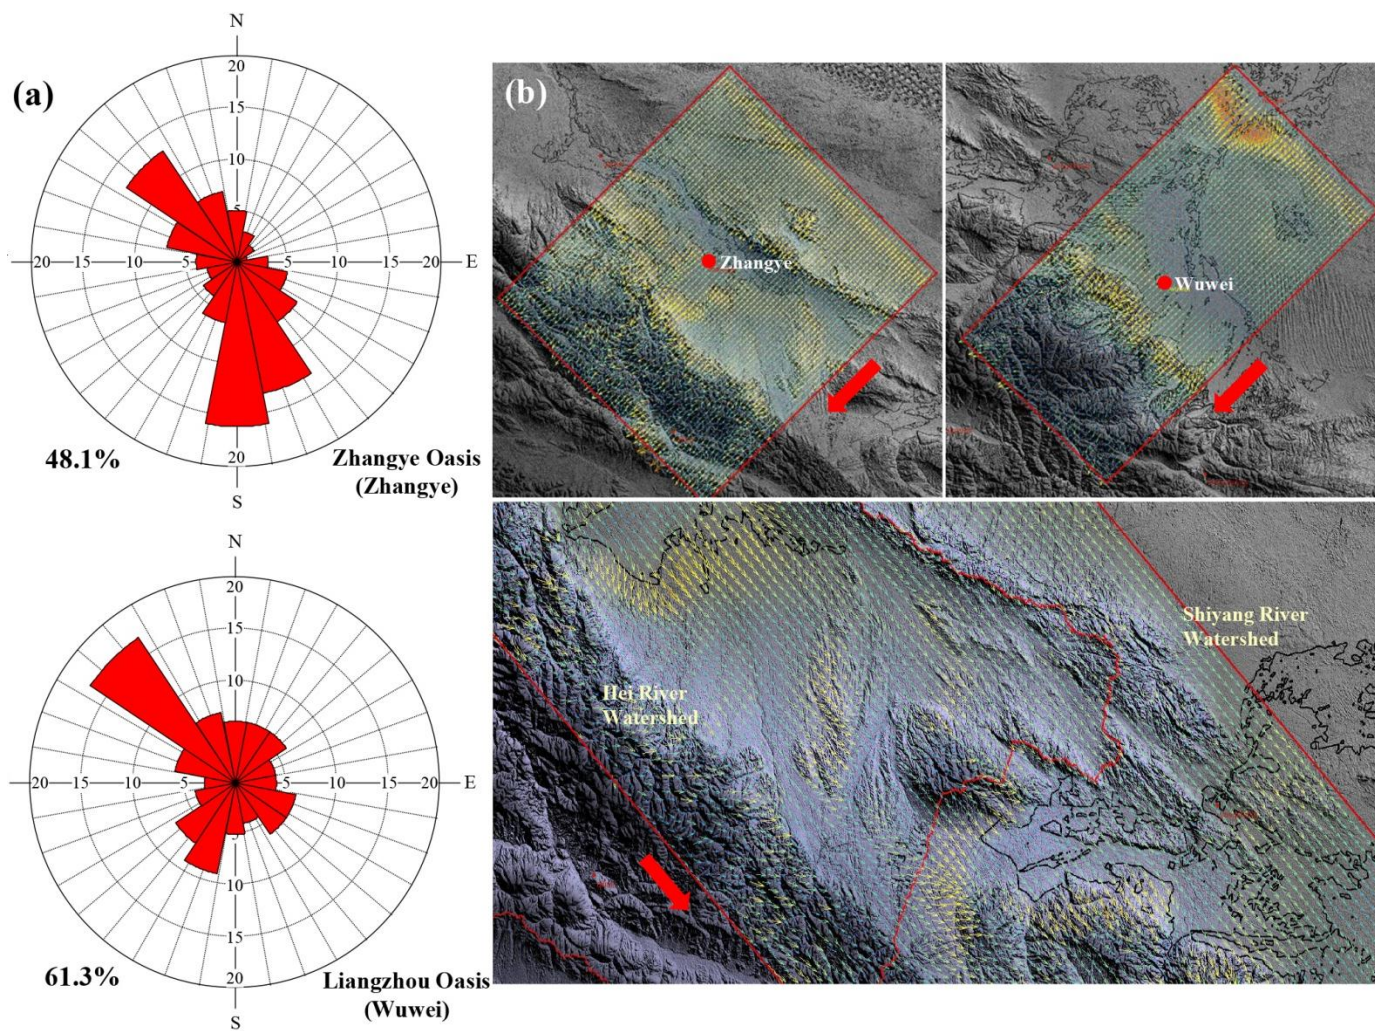 (a)
N
20
15
10
5
20 15 10 5 5 10 15 20 E
20
S
48.1%
Zhangye Oasis
(Zhangye)
N
20
15
10
20 15 10 5 5 10 15 20 E
5
10
15
20
S
61.3%
Liangzhou Oasis
(Wuwei)
(b)
Zhangye
Wuwei
Shiyang River
Watershed
Hei River
Watershed